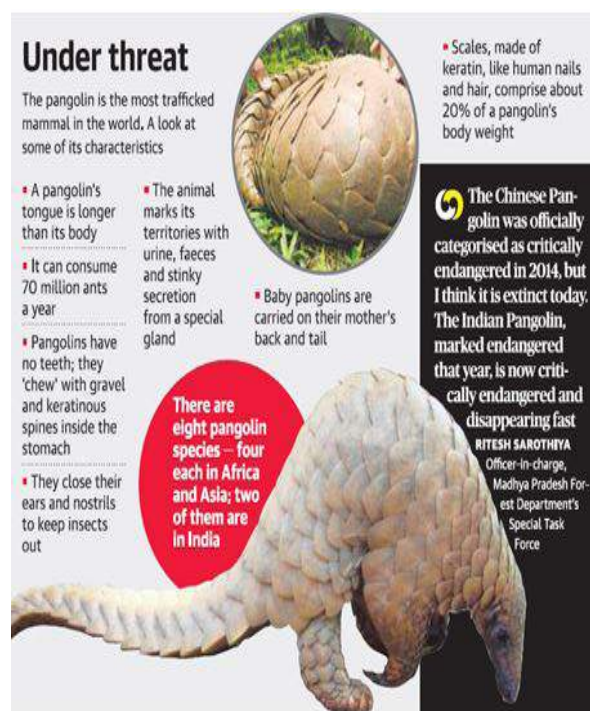 Under threat
The pangolin is the most trafficked
mammal in the world. A look at
some of its characteristics
▪ A pangolin's
tongue is longer
than its body
▪ It can consume
70 million ants
a year
▪ Pangolins have
no teeth; they
'chew' with gravel
and keratinous
spines inside the
stomach
▪ They close their
ears and nostrils
to keep insects
out
▪ The animal
marks its
territories with
urine, faeces
and stinky
secretion
from a special
gland
▪ Baby pangolins are
carried on their mother's
back and tail
There are
eight pangolin
species — four
each in Africa
and Asia; two
of them are
in India
▪ Scales, made of
keratin, like human nails
and hair, comprise about
20% of a pangolin's
body weight
The Chinese Pan-
golin was officially
categorised as critically
endangered in 2014, but
I think it is extinct today.
The Indian Pangolin,
marked endangered
that year, is now criti-
cally endangered and
disappearing fast
RITESH SAROTHIYA
Officer-in-charge,
Madhya Pradesh For-
est Department's
Special Task
Force